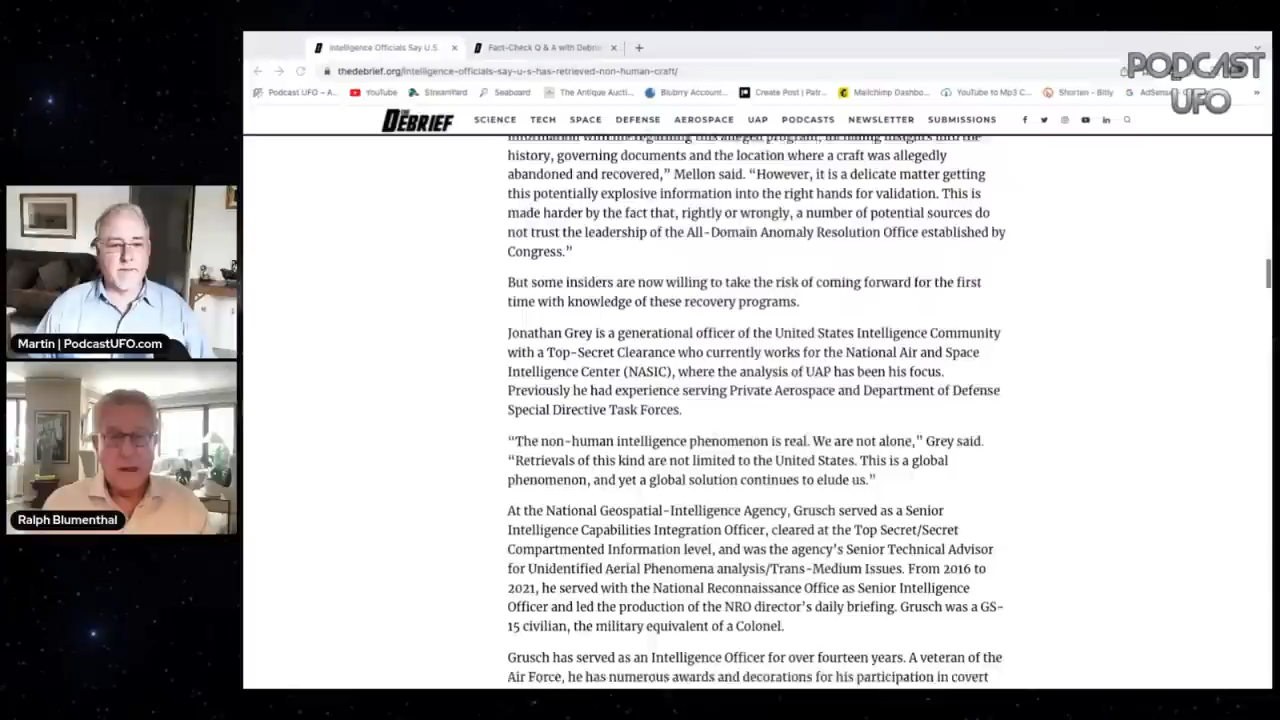 Intelligence Officials Say U.S.
Fact-Check Q & A with Debrie
thedebrief.org/intelligence-officials-say-u-s-has-retrieved-non-human-craft/
PODCAST
UFO
Podcast UFO – A...
YouTube
StreamYard
Seaboard
The Antique Aucti...
Blubrry Account...
Create Post | Patr...
Mailchimp Dashbo...
YouTube to Mp3 C...
Shorten - Bitly
AdSens
THE DEBRIEF
SCIENCE TECH SPACE DEFENSE AEROSPACE UAP PODCASTS NEWSLETTER SUBMISSIONS
information with me regarding this alleged program, including insights into the
history, governing documents and the location where a craft was allegedly
abandoned and recovered,” Mellon said. “However, it is a delicate matter getting
this potentially explosive information into the right hands for validation. This is
made harder by the fact that, rightly or wrongly, a number of potential sources do
not trust the leadership of the All-Domain Anomaly Resolution Office established by
Congress.”
But some insiders are now willing to take the risk of coming forward for the first
time with knowledge of these recovery programs.
Jonathan Grey is a generational officer of the United States Intelligence Community
with a Top-Secret Clearance who currently works for the National Air and Space
Intelligence Center (NASIC), where the analysis of UAP has been his focus.
Previously he had experience serving Private Aerospace and Department of Defense
Special Directive Task Forces.
“The non-human intelligence phenomenon is real. We are not alone,” Grey said.
“Retrievals of this kind are not limited to the United States. This is a global
phenomenon, and yet a global solution continues to elude us.”
At the National Geospatial-Intelligence Agency, Grusch served as a Senior
Intelligence Capabilities Integration Officer, cleared at the Top Secret/Secret
Compartmented Information level, and was the agency’s Senior Technical Advisor
for Unidentified Aerial Phenomena analysis/Trans-Medium Issues. From 2016 to
2021, he served with the National Reconnaissance Office as Senior Intelligence
Officer and led the production of the NRO director’s daily briefing. Grusch was a GS-
15 civilian, the military equivalent of a Colonel.
Grusch has served as an Intelligence Officer for over fourteen years. A veteran of the
Air Force, he has numerous awards and decorations for his participation in covert
Martin | PodcastUFO.com
Ralph Blumenthal